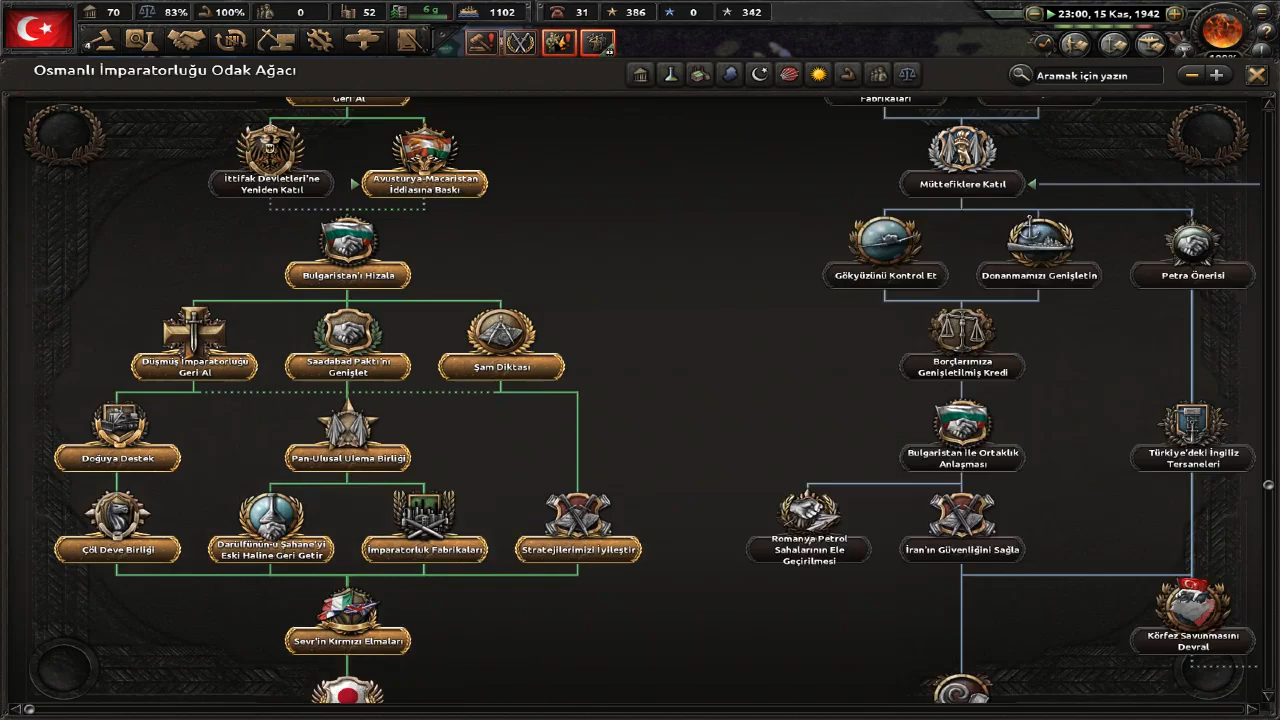 70
83%
100%
0
52
6 g
1102
31
386
0
342
23:00, 15 Kas, 1942
4
Osmanlı İmparatorluğu Odak Ağacı
Aramak için yazın
Geri Al
Fabrikaları
İttifak Devletleri'ne
Yeniden Katıl
Avusturya-Macaristan
İddiasına Baskı
Müttefiklere Katıl
Bulgaristan'ı Hizala
Gökyüzünü Kontrol Et
Donanmamızı Genişletin
Petra Önerisi
Düşmüş İmparatorluğu
Geri Al
Saadabad Paktı'nı
Genişlet
Şam Diktası
Borçlarımıza
Genişletilmiş Kredi
Doğuya Destek
Pan-Ulusal Ulema Birliği
Bulgaristan ile Ortaklık
Anlaşması
Türkiye'deki İngiliz
Tersaneleri
Çöl Deve Birliği
Darülfünun-u Şahane'yi
Eski Haline Geri Getir
İmparatorluk Fabrikaları
Stratejilerimizi İyileştir
Romanya Petrol
Sahalarının Ele
Geçirilmesi
İran'ın Güvenliğini Sağla
Sevr'in Kırmızı Elmaları
Körfez Savunmasını
Devral